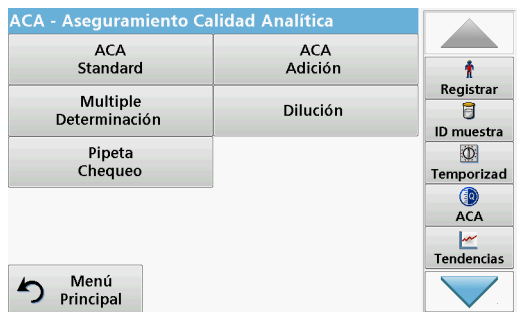 ACA - Aseguramiento Calidad Analítica
ACA
Standard
ACA
Adición
Multiple
Determinación
Dilución
Pipeta
Chequeo
Menú
Principal
Registrar
ID muestra
Temporizad
ACA
Tendencias